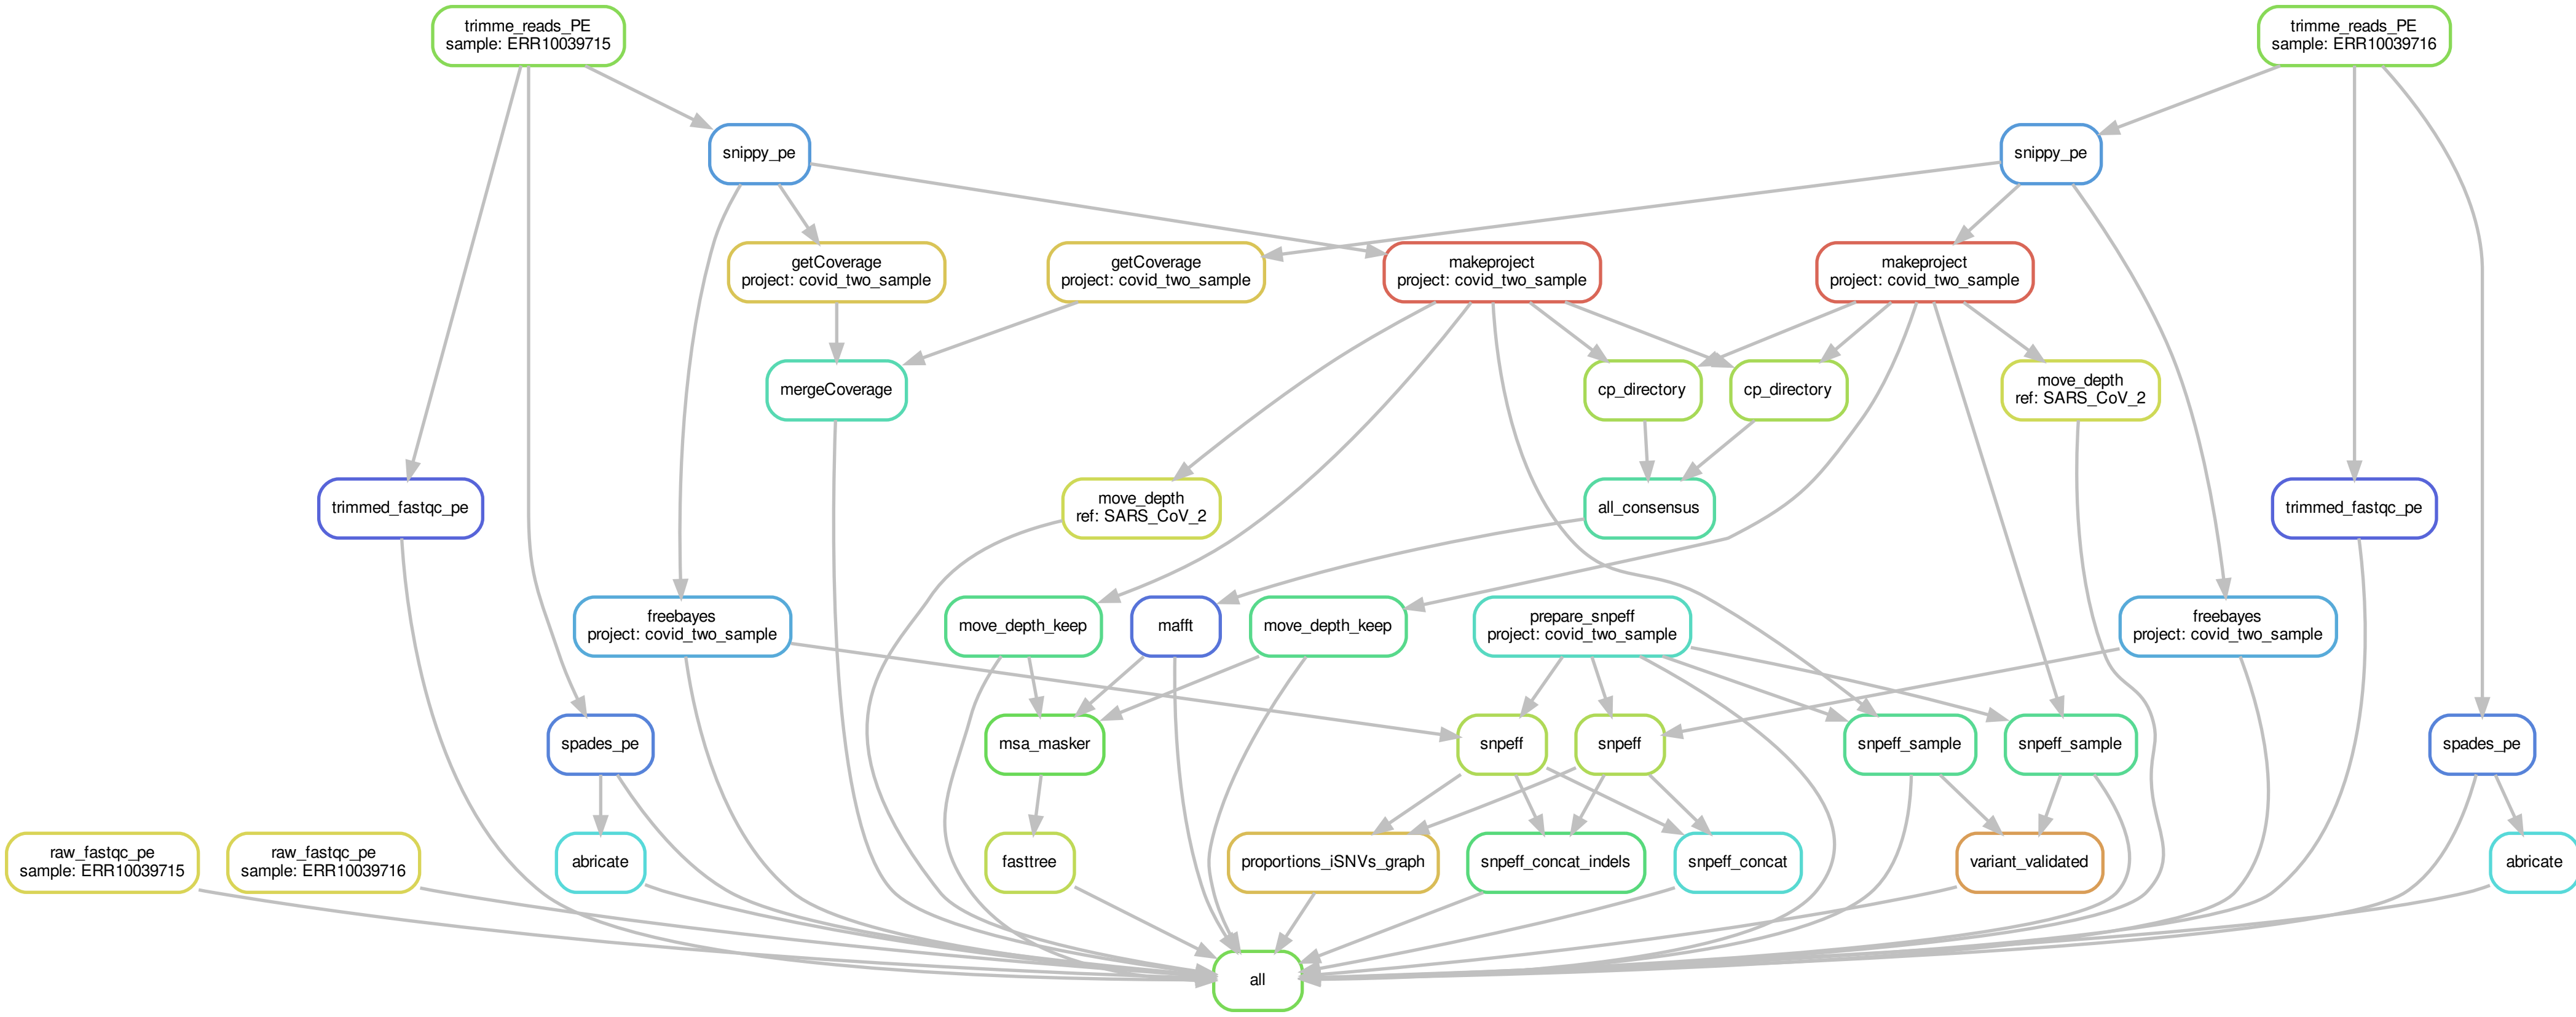 trimme_reads_PE
sample: ERR10039715
trimme_reads_PE
sample: ERR10039716
snippy_pe
snippy_pe
getCoverage
project: covid_two_sample
getCoverage
project: covid_two_sample
makeproject
project: covid_two_sample
makeproject
project: covid_two_sample
mergeCoverage
cp_directory
cp_directory
move_depth
ref: SARS_CoV_2
trimmed_fastqc_pe
move_depth
ref: SARS_CoV_2
all_consensus
trimmed_fastqc_pe
freebayes
project: covid_two_sample
move_depth_keep
mafft
move_depth_keep
prepare_snpeff
project: covid_two_sample
freebayes
project: covid_two_sample
spades_pe
msa_masker
snpeff
snpeff
snpeff_sample
snpeff_sample
spades_pe
raw_fastqc_pe
sample: ERR10039715
raw_fastqc_pe
sample: ERR10039716
abricate
fasttree
proportions_iSNVs_graph
snpeff_concat_indels
snpeff_concat
variant_validated
abricate
all